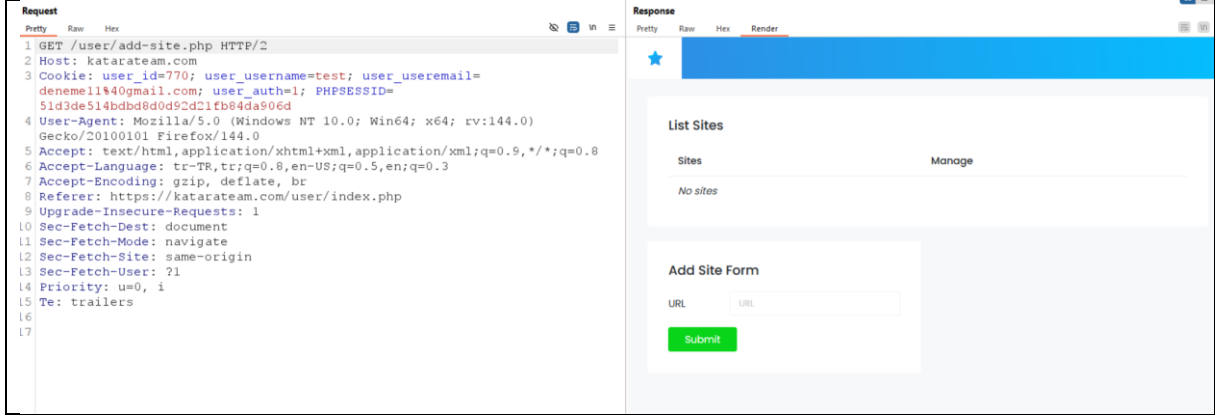 Request
Pretty Raw Hex
\n
1 GET /user/add-site.php HTTP/2
2 Host: katarateam.com
3 Cookie: user_id=770; user_username=test; user_useremail=
deneme11%40gmail.com; user_auth=1; PHPSESSID=
51d3de514bdbd8d0d92d21fb84da906d
4 User-Agent: Mozilla/5.0 (Windows NT 10.0; Win64; x64; rv:144.0)
Gecko/20100101 Firefox/144.0
5 Accept: text/html,application/xhtml+xml,application/xml;q=0.9,*/*;q=0.8
6 Accept-Language: tr-TR,tr;q=0.8,en-US;q=0.5,en;q=0.3
7 Accept-Encoding: gzip, deflate, br
8 Referer: https://katarateam.com/user/index.php
9 Upgrade-Insecure-Requests: 1
10 Sec-Fetch-Dest: document
11 Sec-Fetch-Mode: navigate
12 Sec-Fetch-Site: same-origin
13 Sec-Fetch-User: ?1
14 Priority: u=0, i
15 Te: trailers
16
17
Response
Pretty Raw Hex Render
\n
List Sites
Sites Manage
No sites
Add Site Form
URL URL
Submit